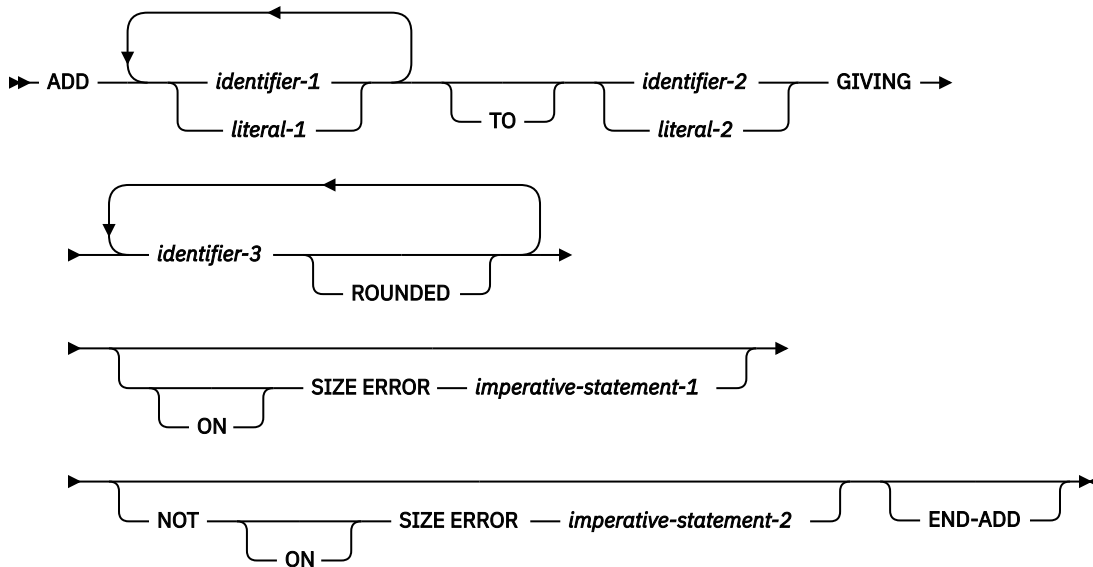 ADD identifier-1 identifier-2 GIVING
literal-1 TO literal-2
identifier-3
ROUNDED
SIZE ERROR imperative-statement-1
ON
NOT SIZE ERROR imperative-statement-2 END-ADD
ON